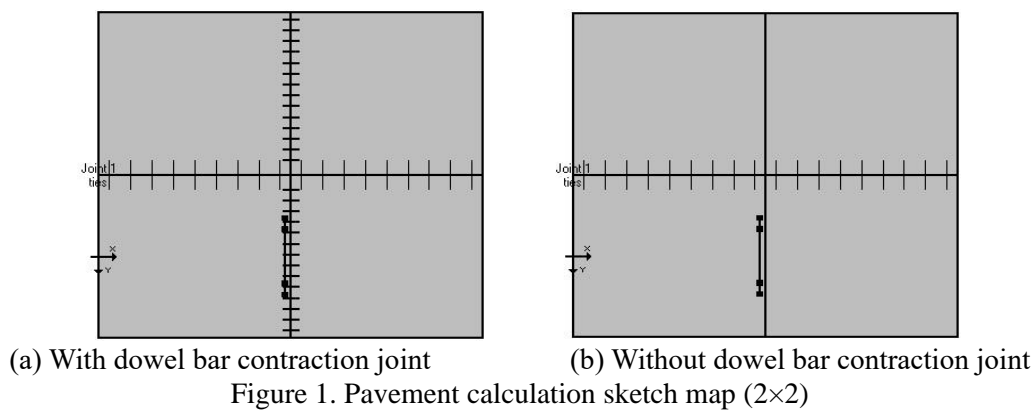 Joint 1
ties
X
Y
Joint 1
ties
X
Y
(a) With dowel bar contraction joint
(b) Without dowel bar contraction joint
Figure 1. Pavement calculation sketch map (2×2)